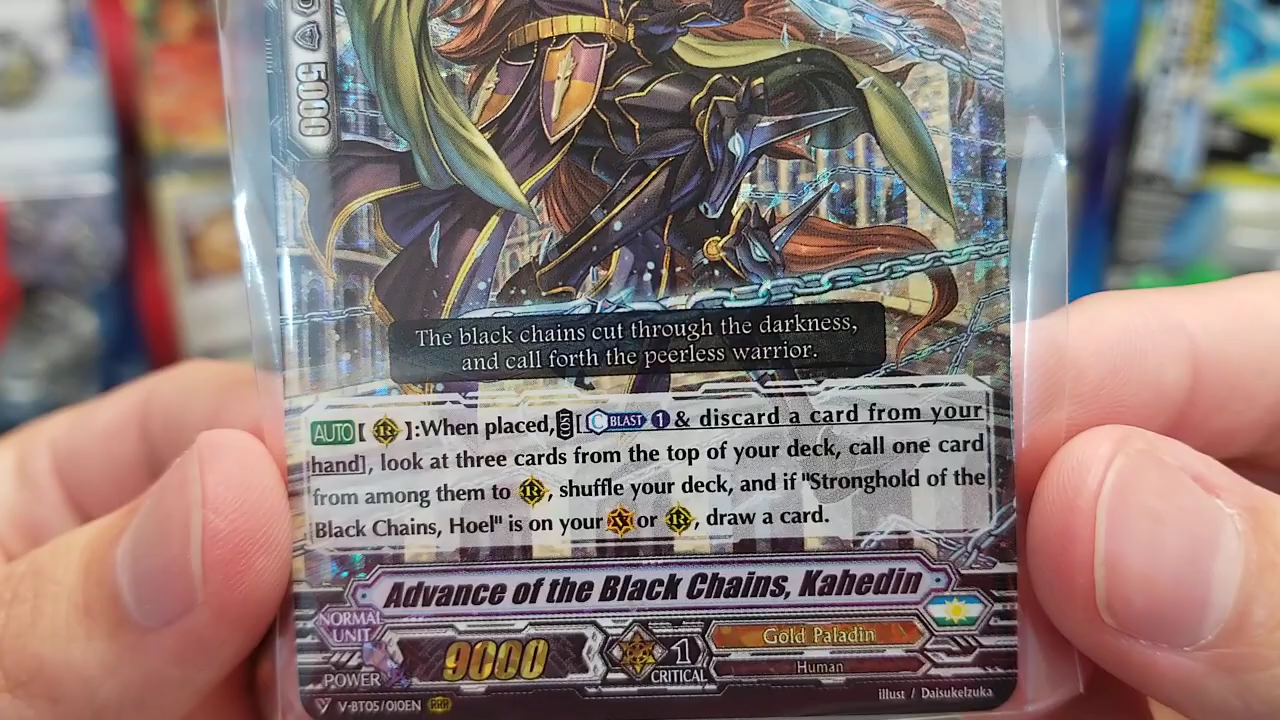 5000
The black chains cut through the darkness,
and call forth the peerless warrior.
AUTO [ R ]:When placed, COST [ C BLAST 1 & discard a card from your
hand], look at three cards from the top of your deck, call one card
from among them to R, shuffle your deck, and if "Stronghold of the
Black Chains, Hoel" is on your V or R, draw a card.
Advance of the Black Chains, Kahedin
NORMAL
UNIT
POWER 9000 1 CRITICAL
Gold Paladin
Human
V-BT05/010EN RRR
illust / DaisukeIzuka